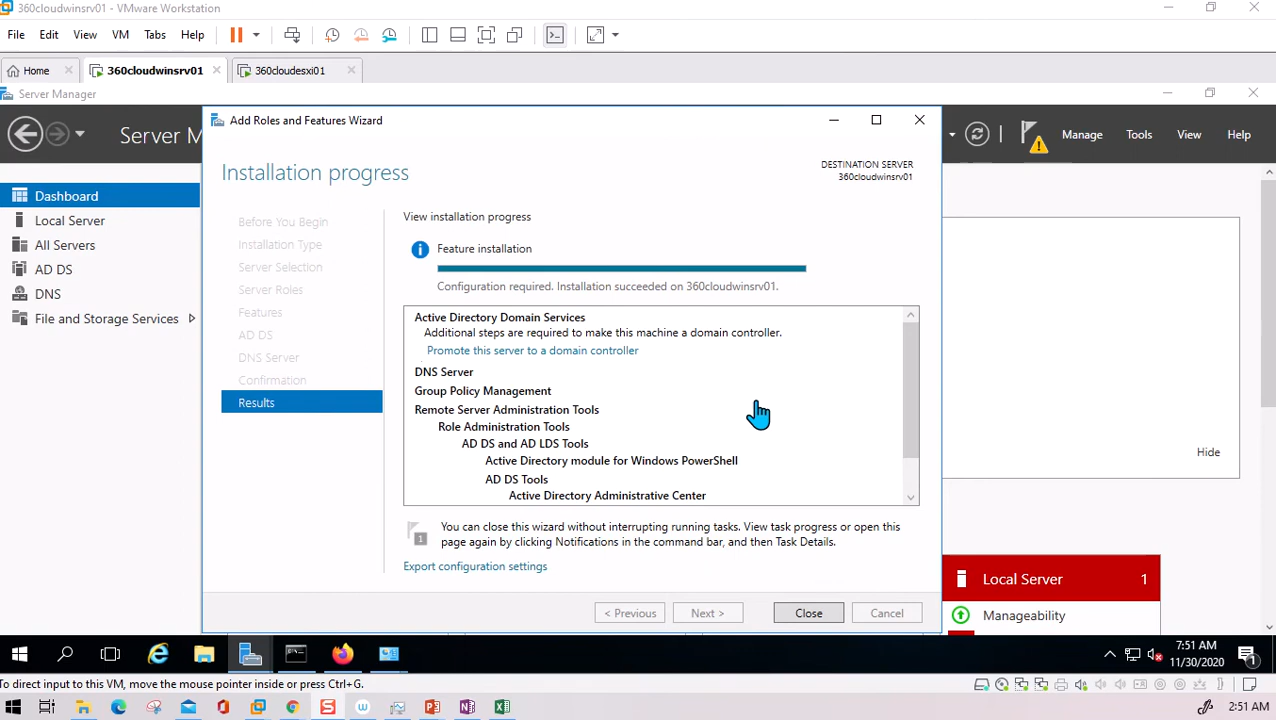 360cloudwinsrv01 - VMware Workstation
File Edit View VM Tabs Help
Home 360cloudwinsrv01 360cloudesxi01
Server Manager
Server M
Manage Tools View Help
Dashboard
Local Server
All Servers
AD DS
DNS
File and Storage Services
Add Roles and Features Wizard
Installation progress
DESTINATION SERVER
360cloudwinsrv01
Before You Begin
Installation Type
Server Selection
Server Roles
Features
AD DS
DNS Server
Confirmation
Results
View installation progress
Feature installation
Configuration required. Installation succeeded on 360cloudwinsrv01.
Active Directory Domain Services
Additional steps are required to make this machine a domain controller.
Promote this server to a domain controller
DNS Server
Group Policy Management
Remote Server Administration Tools
Role Administration Tools
AD DS and AD LDS Tools
Active Directory module for Windows PowerShell
AD DS Tools
Active Directory Administrative Center
1
You can close this wizard without interrupting running tasks. View task progress or open this
page again by clicking Notifications in the command bar, and then Task Details.
Export configuration settings
< Previous Next > Close Cancel
Hide
Local Server 1
Manageability
7:51 AM
11/30/2020
1
To direct input to this VM, move the mouse pointer inside or press Ctrl+G.
2:51 AM